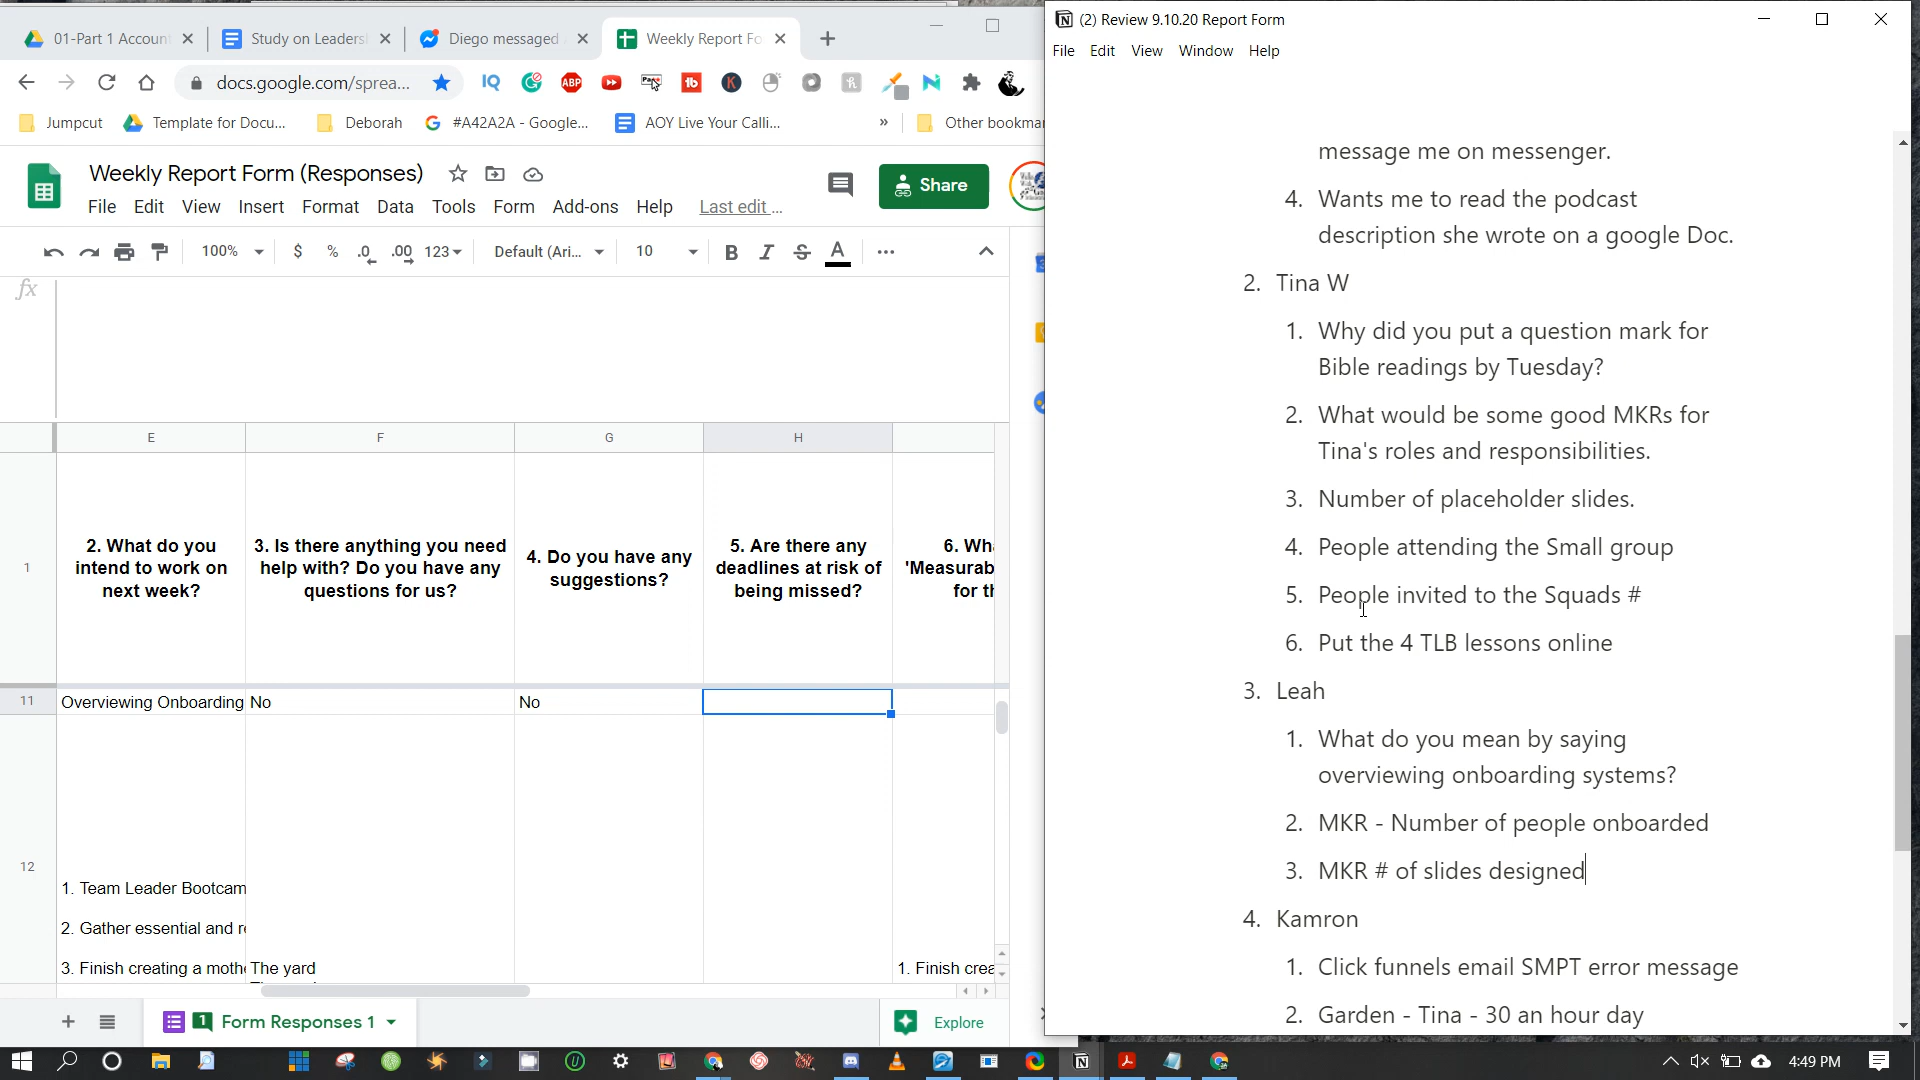 01-Part 1 Accoun
Study on Leaders
Diego messaged
Weekly Report Fo
docs.google.com/sprea...
Jumpcut
Template for Docu...
Deborah
#A42A2A - Google...
AOY Live Your Calli...
»
Other bookmar
Weekly Report Form (Responses)
Share
File Edit View Insert Format Data Tools Form Add-ons Help Last edit ...
100% $ % .0 .00 123 Default (Ari... 10 B I S A
fx
E F G H
1
2. What do you
intend to work on
next week?
3. Is there anything you need
help with? Do you have any
questions for us?
4. Do you have any
suggestions?
5. Are there any
deadlines at risk of
being missed?
6. Wh
'Measurab
for th
11 Overviewing Onboarding No No
12
1. Team Leader Bootcam
2. Gather essential and re
3. Finish creating a mothe The yard 1. Finish crea
1 Form Responses 1
Explore
(2) Review 9.10.20 Report Form
File Edit View Window Help
message me on messenger.
4. Wants me to read the podcast
description she wrote on a google Doc.
2. Tina W
1. Why did you put a question mark for
Bible readings by Tuesday?
2. What would be some good MKRs for
Tina's roles and responsibilities.
3. Number of placeholder slides.
4. People attending the Small group
5. People invited to the Squads #
6. Put the 4 TLB lessons online
3. Leah
1. What do you mean by saying
overviewing onboarding systems?
2. MKR - Number of people onboarded
3. MKR # of slides designed
4. Kamron
1. Click funnels email SMPT error message
2. Garden - Tina - 30 an hour day
4:49 PM